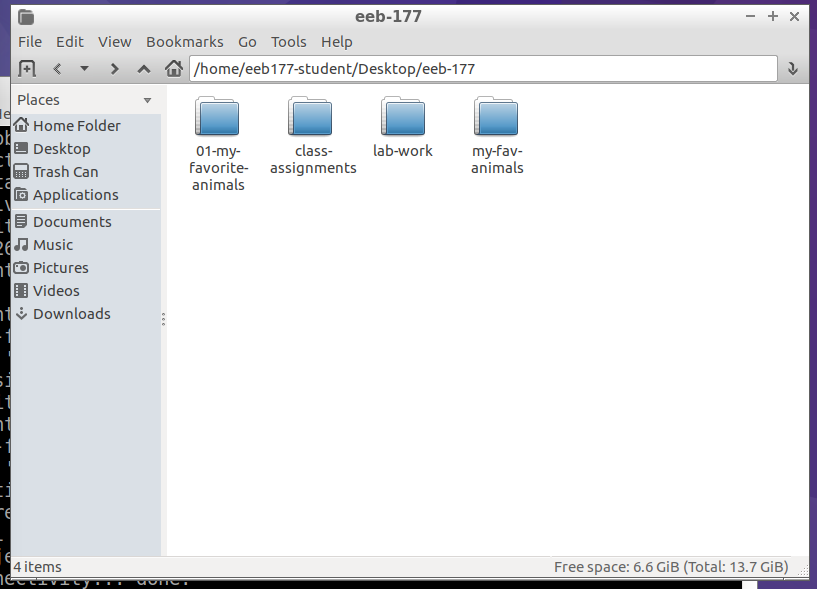 eeb-177
File Edit View Bookmarks Go Tools Help
/home/eeb177-student/Desktop/eeb-177
Places
Home Folder
Desktop
Trash Can
Applications
Documents
Music
Pictures
Videos
Downloads
01-my-
favorite-
animals
class-
assignments
lab-work
my-fav-
animals
4 items
Free space: 6.6 GiB (Total: 13.7 GiB)
done.